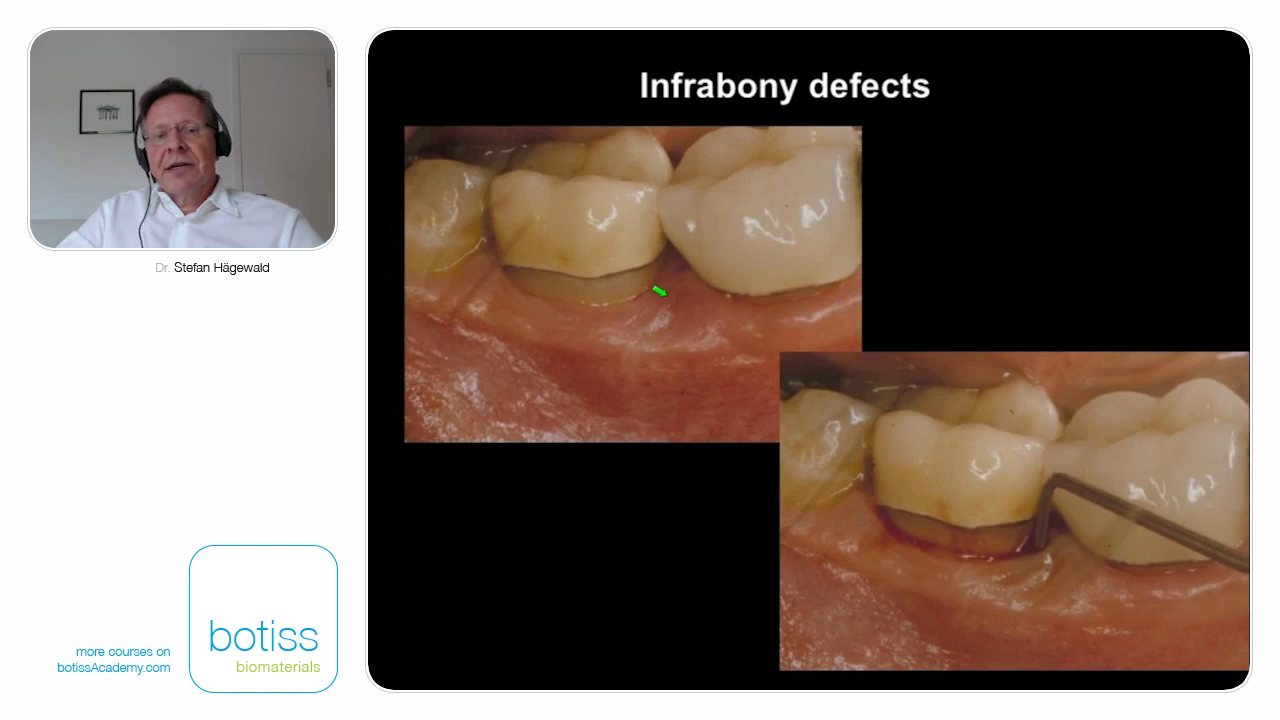 Infrabony defects
Dr. Stefan Hägewald
botiss
biomaterials
more courses on
botissAcademy.com